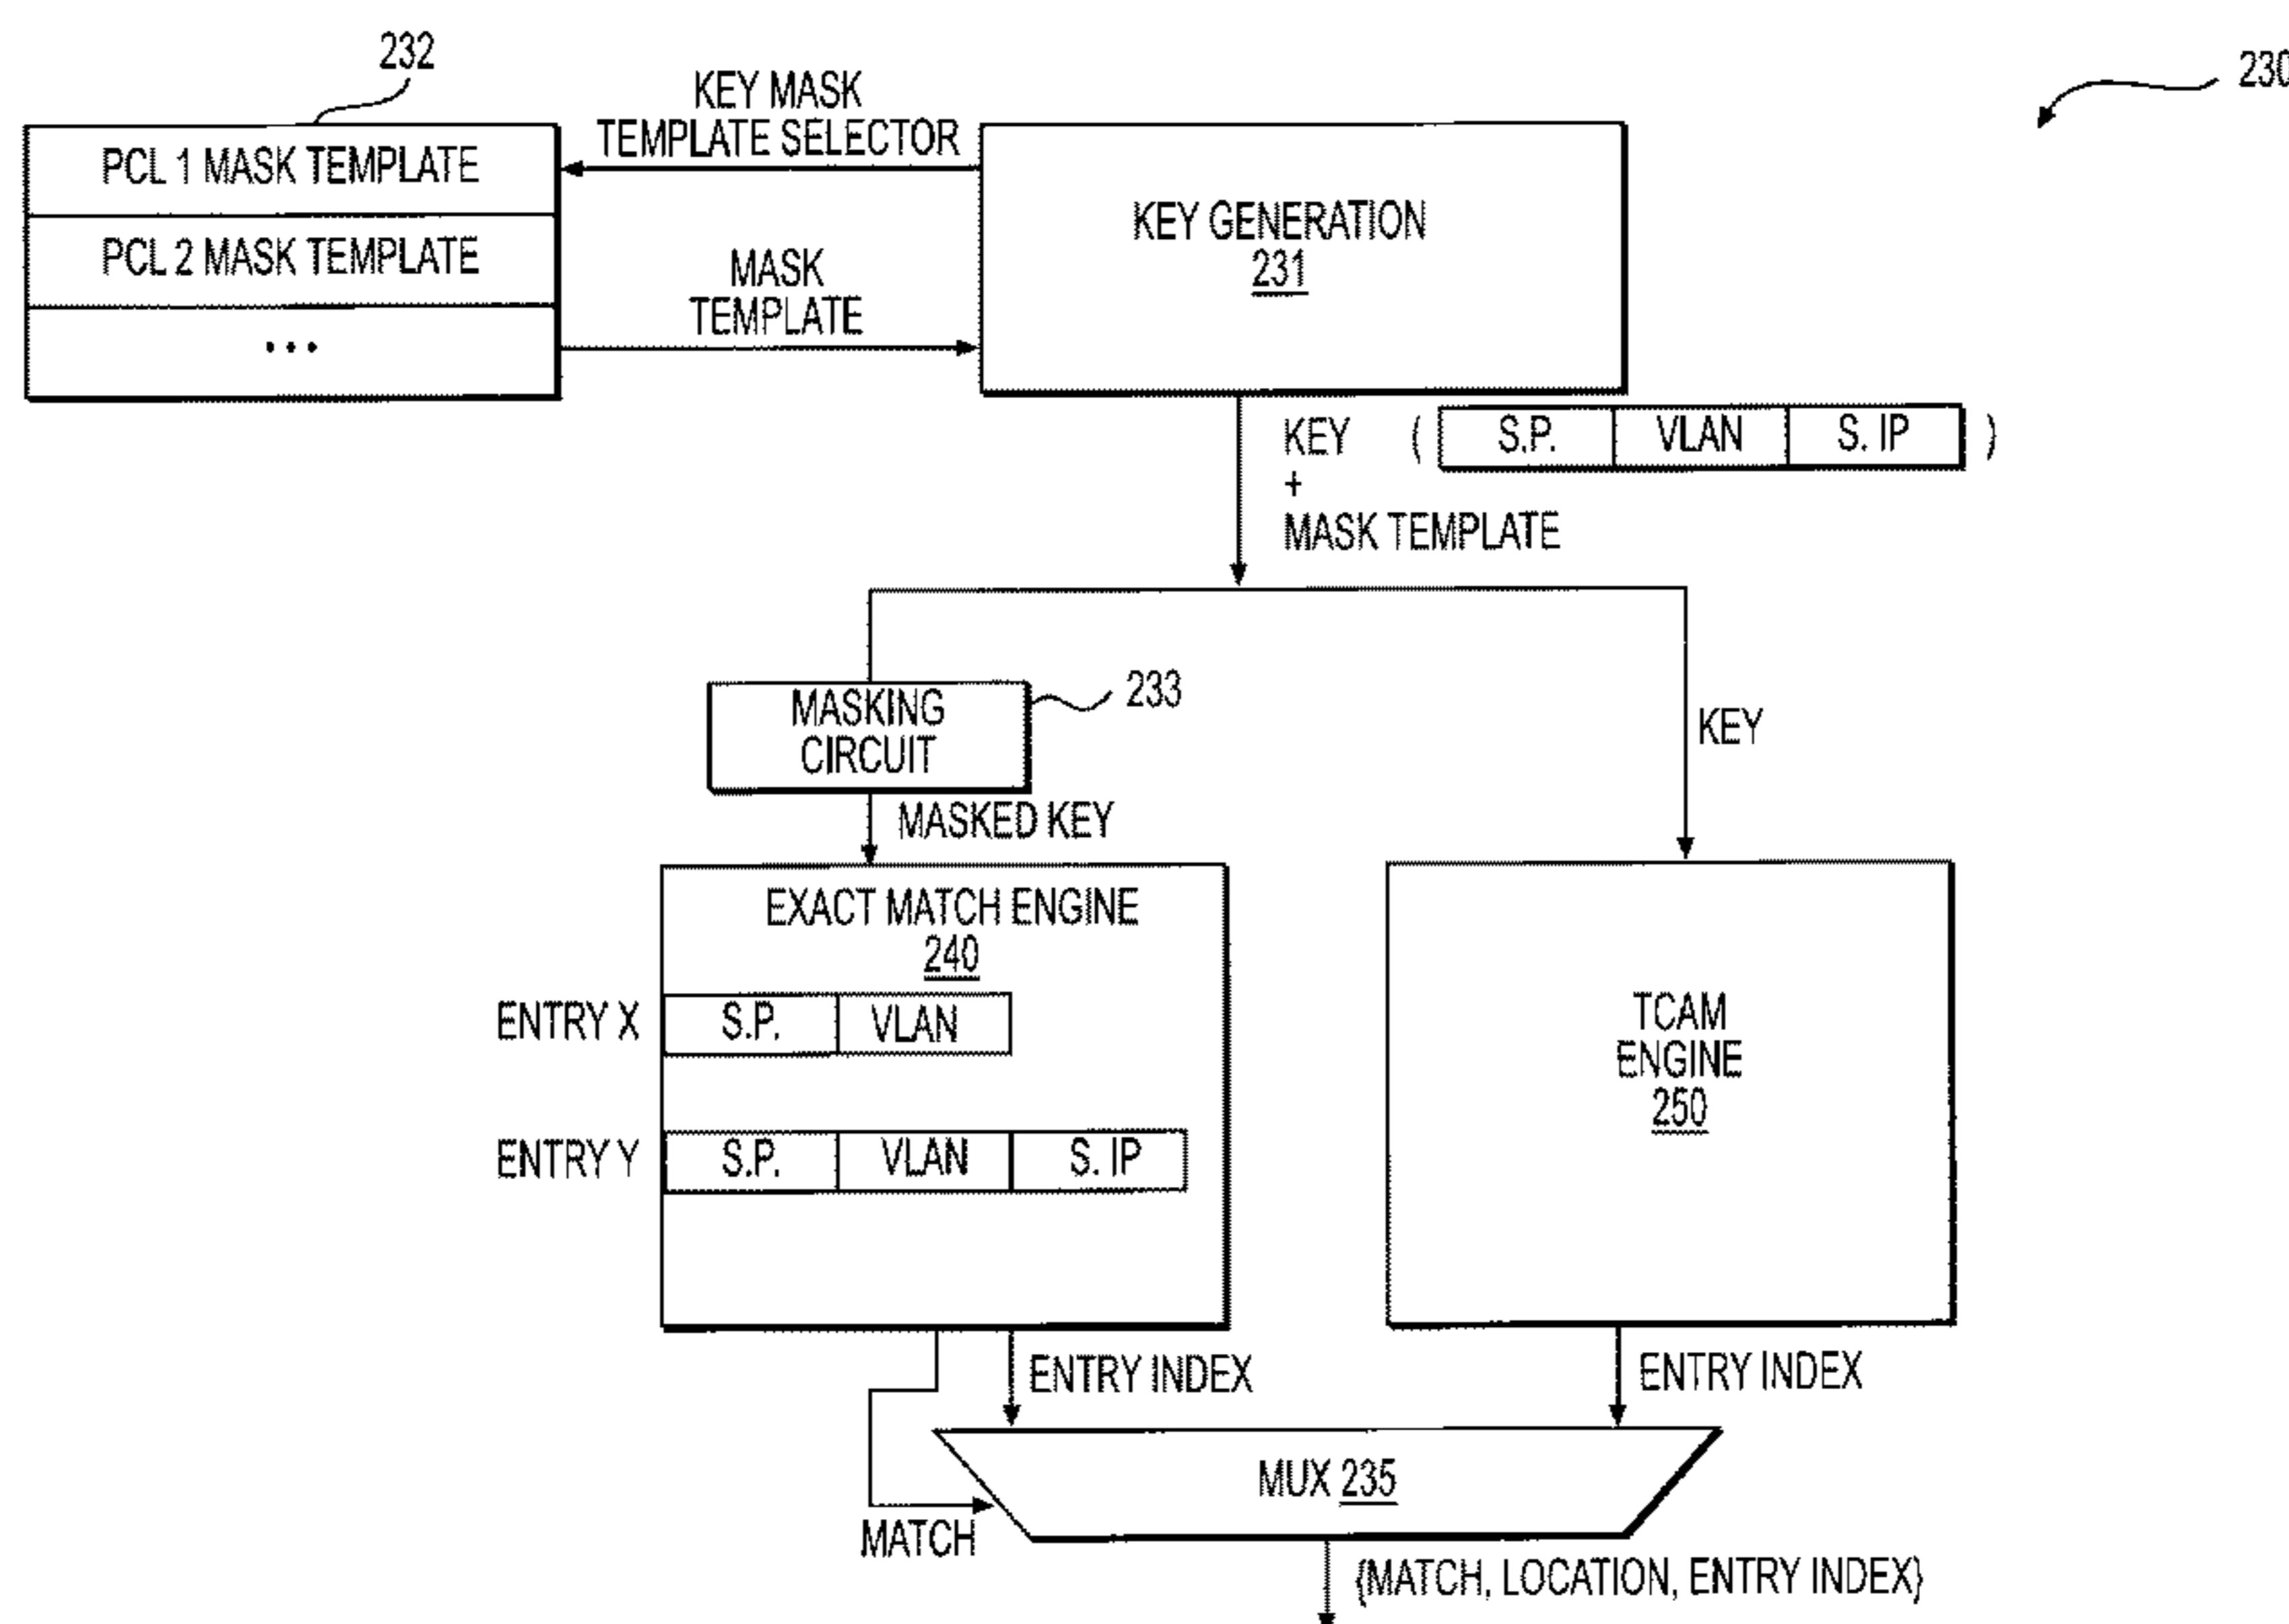 232
230
KEY MASK
TEMPLATE SELECTOR
PCL 1 MASK TEMPLATE
PCL 2 MASK TEMPLATE
• • •
MASK
TEMPLATE
KEY GENERATION
231
KEY ( S.P. VLAN S. IP )
+
MASK TEMPLATE
MASKING
CIRCUIT
233
KEY
MASKED KEY
EXACT MATCH ENGINE
240
ENTRY X S.P. VLAN
ENTRY Y S.P. VLAN S. IP
TCAM
ENGINE
250
ENTRY INDEX
ENTRY INDEX
MUX 235
MATCH
{MATCH, LOCATION, ENTRY INDEX}